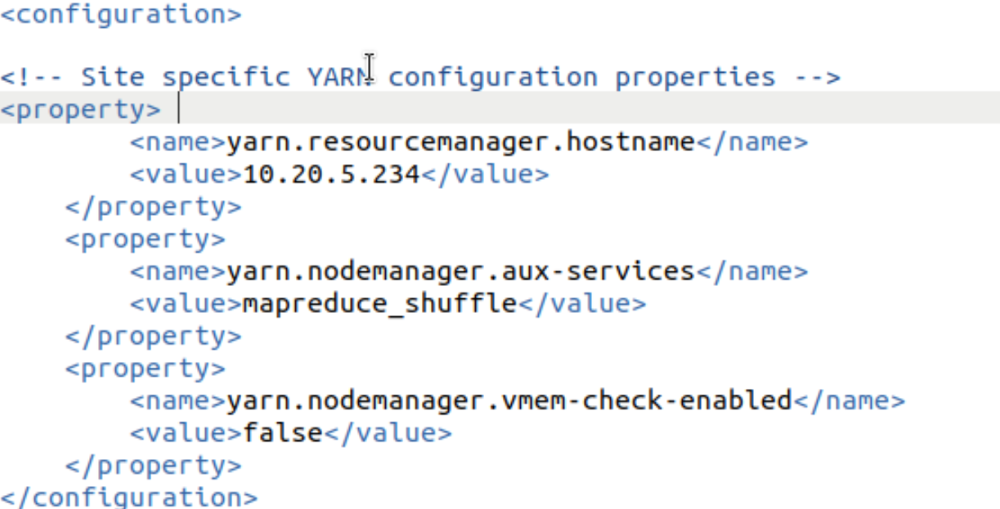 <configuration>
<!-- Site specific YARN configuration properties -->
<property>
<name>yarn.resourcemanager.hostname</name>
<value>10.20.5.234</value>
</property>
<property>
<name>yarn.nodemanager.aux-services</name>
<value>mapreduce_shuffle</value>
</property>
<property>
<name>yarn.nodemanager.vmem-check-enabled</name>
<value>false</value>
</property>
</configuration>